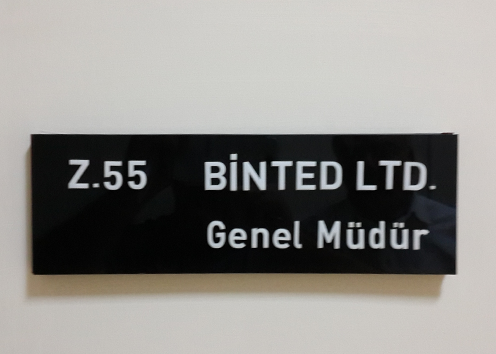 Z.55 BİNTED LTD.
Genel Müdür